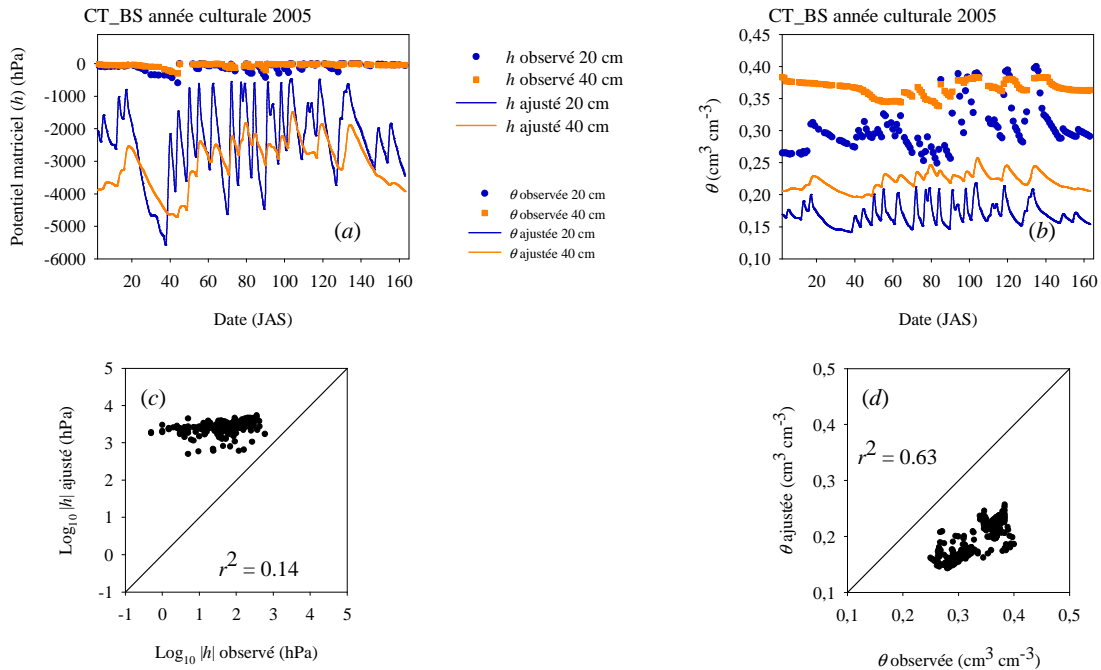 CT_BS année culturale 2005
Potentiel matriciel (h) (hPa)
0
-1000
-2000
-3000
-4000
-5000
-6000
20 40 60 80 100 120 140 160
Date (JAS)
(a)
h observé 20 cm
h observé 40 cm
h ajusté 20 cm
h ajusté 40 cm
θ observée 20 cm
θ observée 40 cm
θ ajustée 20 cm
θ ajustée 40 cm
CT_BS année culturale 2005
θ (cm³ cm⁻³)
0,45
0,40
0,35
0,30
0,25
0,20
0,15
0,10
20 40 60 80 100 120 140 160
Date (JAS)
(b)
Log₁₀ |h| ajusté (hPa)
5
4
3
2
1
0
-1
-1 0 1 2 3 4 5
Log₁₀ |h| observé (hPa)
(c)
r² = 0.14
θ ajustée (cm³ cm⁻³)
0,5
0,4
0,3
0,2
0,1
0,1 0,2 0,3 0,4 0,5
θ observée (cm³ cm⁻³)
(d)
r² = 0.63